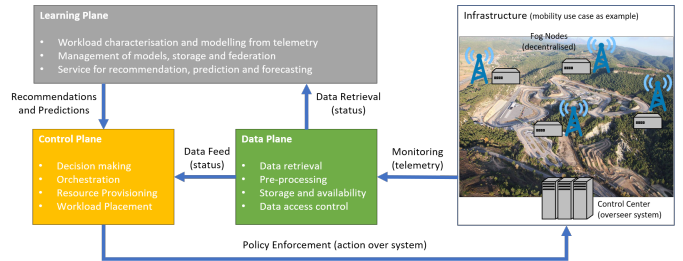 Learning Plane
• Workload characterisation and modelling from telemetry
• Management of models, storage and federation
• Service for recommendation, prediction and forecasting
Recommendations
and Predictions
Data Retrieval
(status)
Control Plane
• Decision making
• Orchestration
• Resource Provisioning
• Workload Placement
Data Feed
(status)
Data Plane
• Data retrieval
• Pre-processing
• Storage and availability
• Data access control
Monitoring
(telemetry)
Infrastructure (mobility use case as example)
Fog Nodes
(decentralised)
Control Center
(overseer system)
Policy Enforcement (action over system)